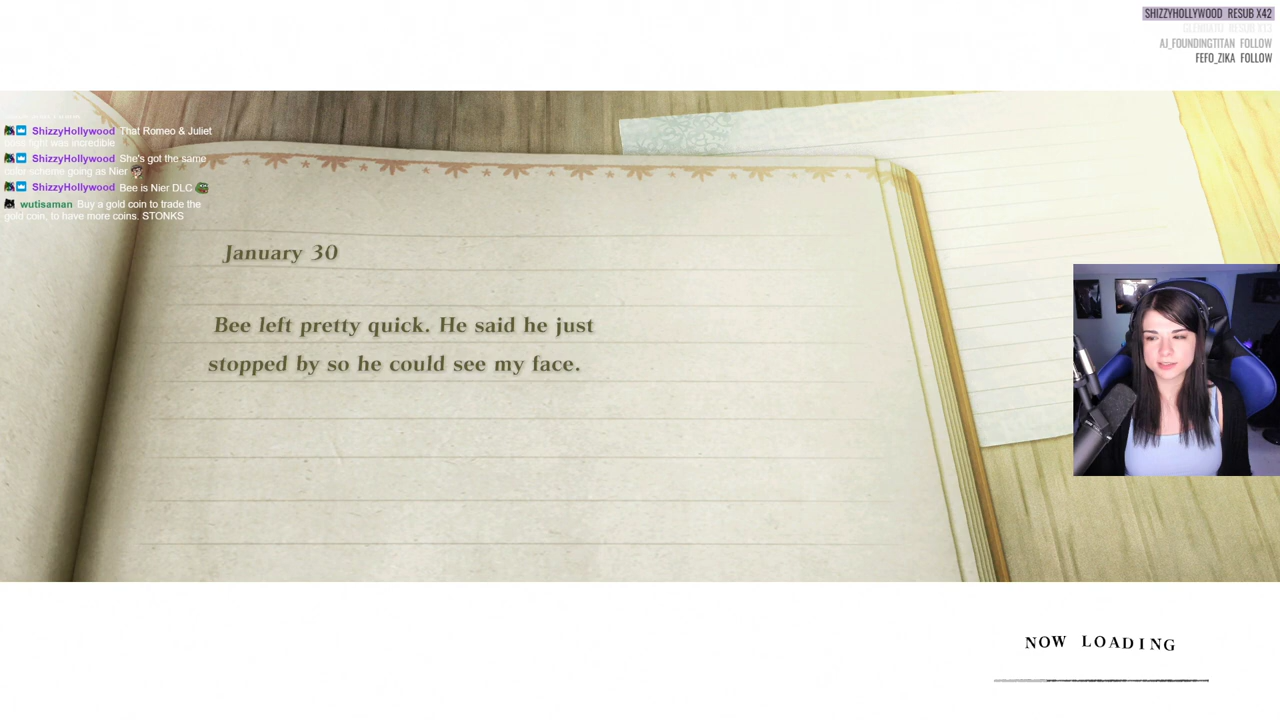 SHIZZYHOLLYWOOD RESUB X42
AJ_FOUNDINGTITAN FOLLOW
FEFO_ZIKA FOLLOW
ShizzyHollywood That Romeo & Juliet
fight was incredible
ShizzyHollywood She's got the same
color scheme going as Nier
ShizzyHollywood Bee is Nier DLC
wutisaman Buy a gold coin to trade the
gold coin, to have more coins. STONKS
January 30
Bee left pretty quick. He said he just
stopped by so he could see my face.
NOW LOADING